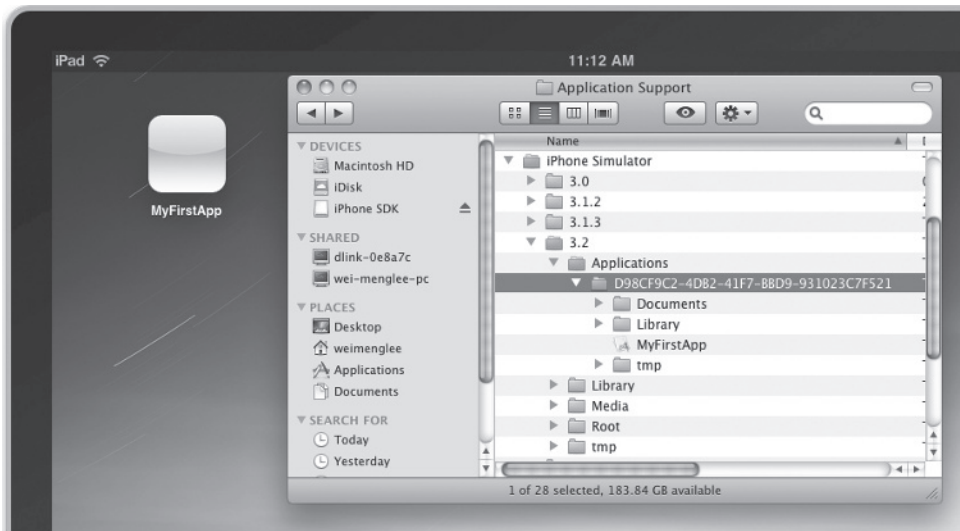 iPad
11:12 AM
MyFirstApp
Application Support
Name
DEVICES
Macintosh HD
iDisk
iPhone SDK
SHARED
dlink-0e8a7c
wei-menglee-pc
PLACES
Desktop
weimenglee
Applications
Documents
SEARCH FOR
Today
Yesterday
iPhone Simulator
3.0
3.1.2
3.1.3
3.2
Applications
D98CF9C2-4DB2-41F7-BBD9-931023C7F521
Documents
Library
MyFirstApp
tmp
Library
Media
Root
tmp
1 of 28 selected, 183.84 GB available